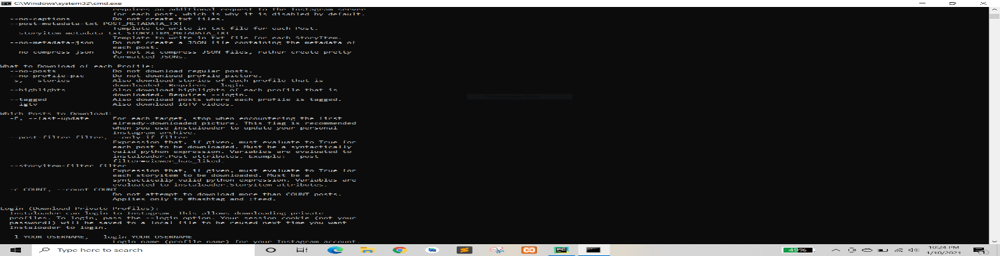 C:\Windows\system32\cmd.exe
requires an additional request to the Instagram server
for each post, which is why it is disabled by default.
--no-captions Do not create txt files.
--post-metadata-txt POST_METADATA_TXT
Template to write in txt file for each Post.
--storyitem-metadata-txt STORYITEM_METADATA_TXT
Template to write in txt file for each StoryItem.
--no-metadata-json Do not create a JSON file containing the metadata of
each post.
--no-compress-json Do not xz compress JSON files, rather create pretty
formatted JSONs.
What to Download of each Profile:
--no-posts Do not download regular posts.
--no-profile-pic Do not download profile picture.
-s, --stories Also download stories of each profile that is
downloaded. Requires --login.
--highlights Also download highlights of each profile that is
downloaded. Requires --login.
--tagged Also download posts where each profile is tagged.
--igtv Also download IGTV videos.
Which Posts to Download:
-F, --fast-update For each target, stop when encountering the first
already-downloaded picture. This flag is recommended
when you use Instaloader to update your personal
Instagram archive.
--post-filter filter, --only-if filter
Expression that, if given, must evaluate to True for
each post to be downloaded. Must be a syntactically
valid python expression. Variables are evaluated to
instaloader.Post attributes. Example: --post-
filter=viewer_has_liked.
--storyitem-filter filter
Expression that, if given, must evaluate to True for
each storyitem to be downloaded. Must be a
syntactically valid python expression. Variables are
evaluated to instaloader.StoryItem attributes.
-c COUNT, --count COUNT
Do not attempt to download more than COUNT posts.
Applies only to #hashtag and :feed.
Login (Download Private Profiles):
Instaloader can login to Instagram. This allows downloading private
profiles. To login, pass the --login option. Your session cookie (not your
password!) will be saved to a local file to be reused next time you want
Instaloader to login.
-l YOUR-USERNAME, --login YOUR-USERNAME
Login name (profile name) for your Instagram account.
Type here to search
49%
10:24 PM
1/10/2021